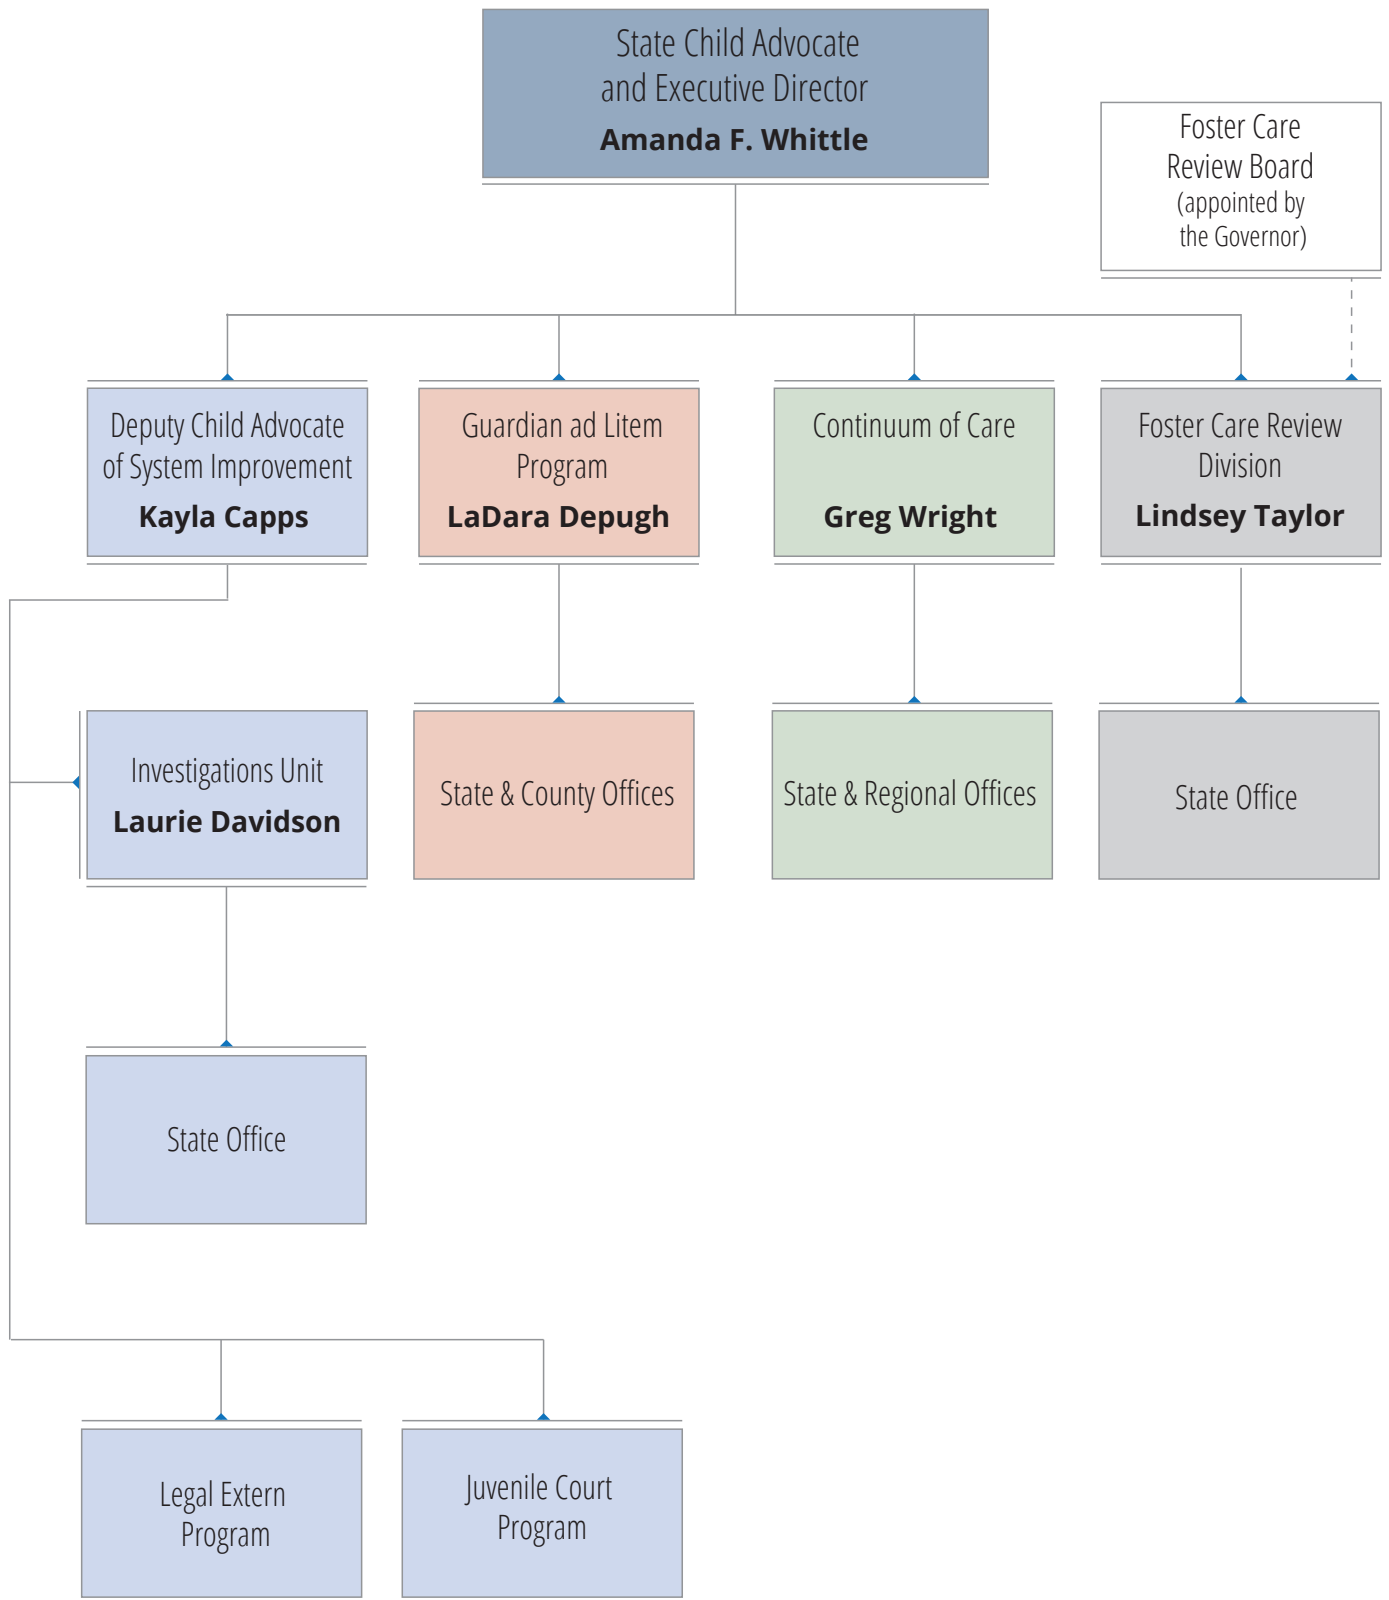 State Child Advocate
and Executive Director
Amanda F. Whittle
Foster Care
Review Board
(appointed by
the Governor)
Deputy Child Advocate
of System Improvement
Kayla Capps
Guardian ad Litem
Program
LaDara Depugh
Continuum of Care
Greg Wright
Foster Care Review
Division
Lindsey Taylor
Investigations Unit
Laurie Davidson
State & County Offices
State & Regional Offices
State Office
State Office
Legal Extern
Program
Juvenile Court
Program